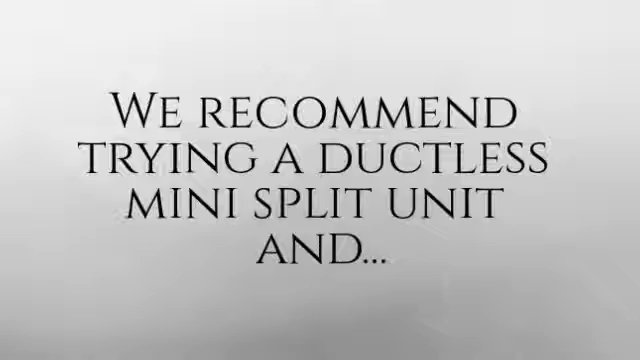 WE RECOMMEND
TRYING A DUCTLESS
MINI SPLIT UNIT
AND...